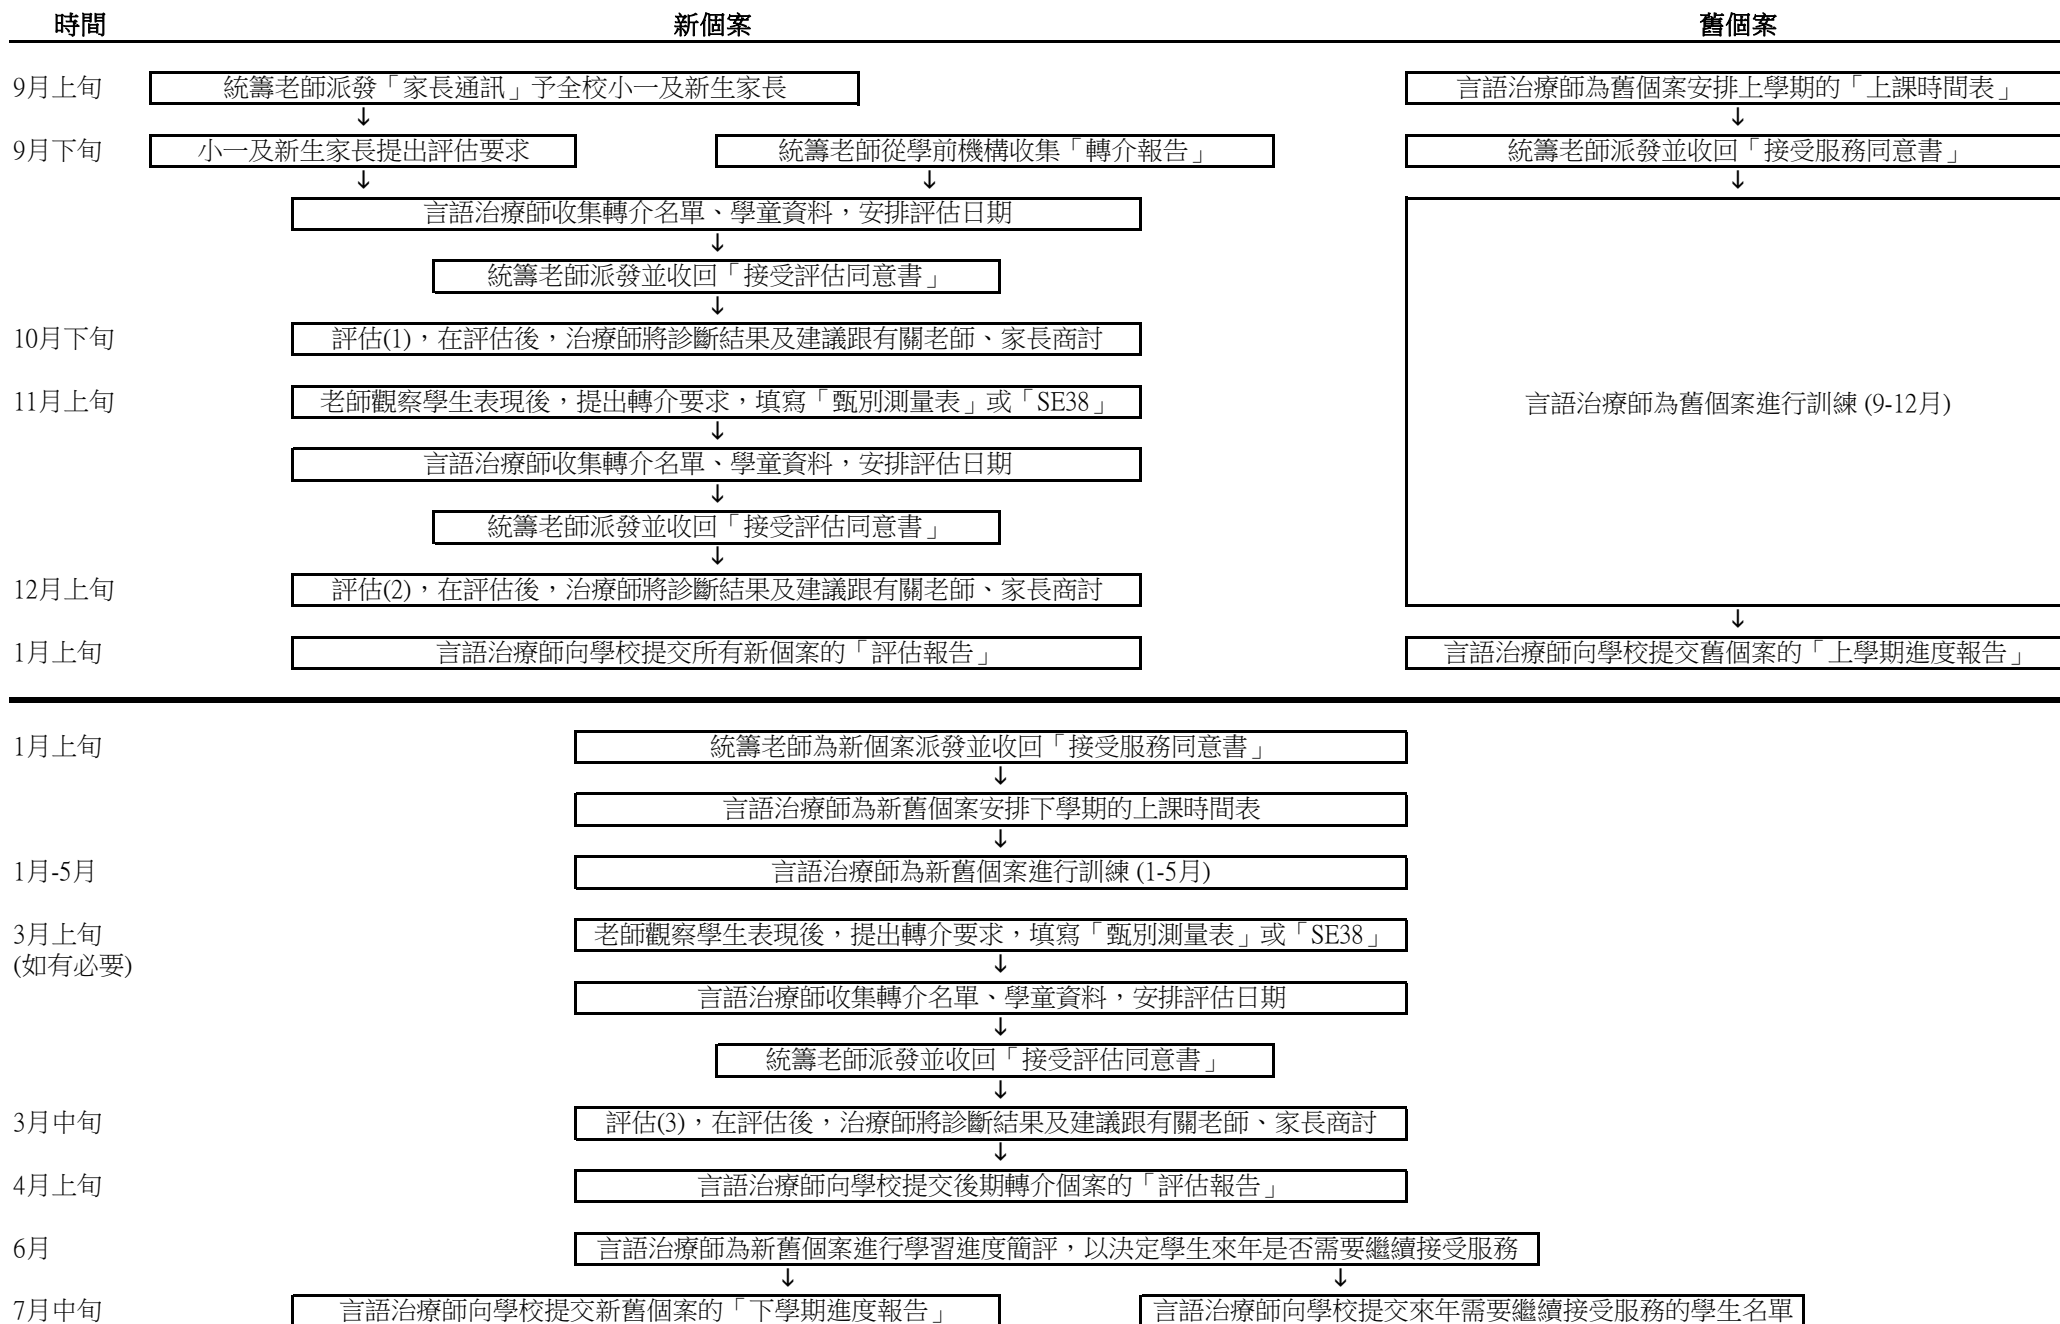 時間 新個案 舊個案
9月上旬 統籌老師派發「家長通訊」予全校小一及新生家長 言語治療師為舊個案安排上學期的「上課時間表」
↓ ↓
9月下旬 小一及新生家長提出評估要求 統籌老師從學前機構收集「轉介報告」 統籌老師派發並收回「接受服務同意書」
↓ ↓ ↓
言語治療師收集轉介名單、學童資料，安排評估日期
↓
統籌老師派發並收回「接受評估同意書」
↓
10月下旬 評估(1)，在評估後，治療師將診斷結果及建議跟有關老師、家長商討
11月上旬 老師觀察學生表現後，提出轉介要求，填寫「甄別測量表」或「SE38」 言語治療師為舊個案進行訓練 (9-12月)
↓
言語治療師收集轉介名單、學童資料，安排評估日期
↓
統籌老師派發並收回「接受評估同意書」
↓
12月上旬 評估(2)，在評估後，治療師將診斷結果及建議跟有關老師、家長商討
↓
1月上旬 言語治療師向學校提交所有新個案的「評估報告」 言語治療師向學校提交舊個案的「上學期進度報告」
1月上旬 統籌老師為新個案派發並收回「接受服務同意書」
↓
言語治療師為新舊個案安排下學期的上課時間表
↓
1月-5月 言語治療師為新舊個案進行訓練 (1-5月)
3月上旬 老師觀察學生表現後，提出轉介要求，填寫「甄別測量表」或「SE38」
(如有必要) ↓
言語治療師收集轉介名單、學童資料，安排評估日期
↓
統籌老師派發並收回「接受評估同意書」
↓
3月中旬 評估(3)，在評估後，治療師將診斷結果及建議跟有關老師、家長商討
↓
4月上旬 言語治療師向學校提交後期轉介個案的「評估報告」
6月 言語治療師為新舊個案進行學習進度簡評，以決定學生來年是否需要繼續接受服務
↓ ↓
7月中旬 言語治療師向學校提交新舊個案的「下學期進度報告」 言語治療師向學校提交來年需要繼續接受服務的學生名單